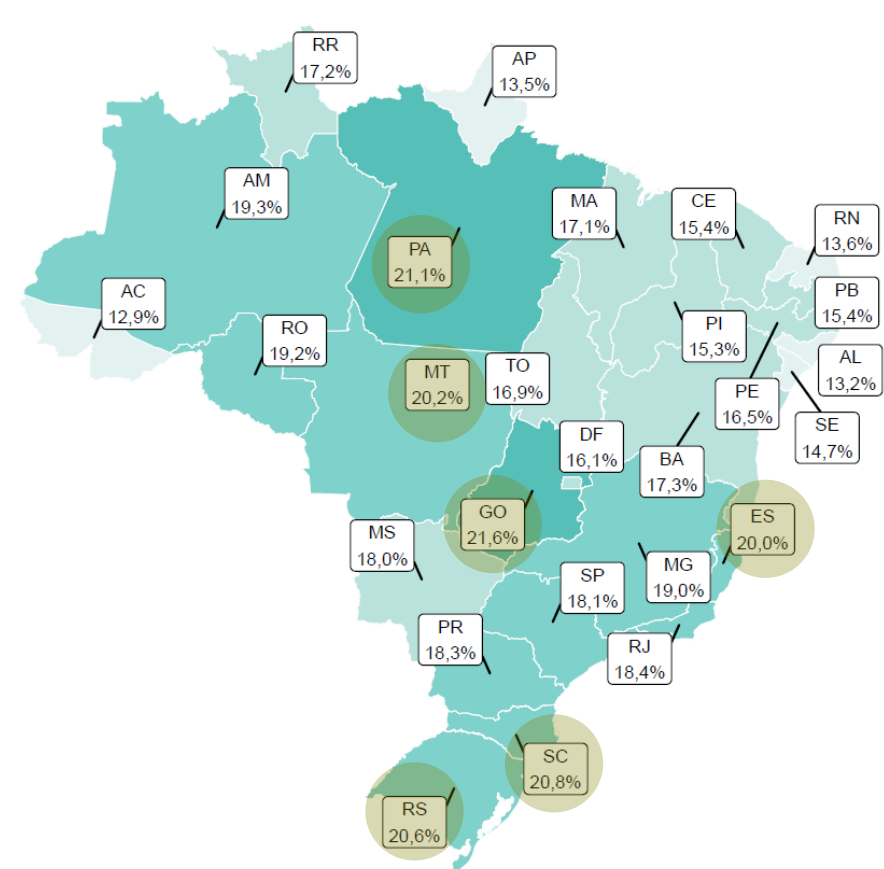 RR
17,2%
AP
13,5%
AM
19,3%
MA
17,1%
CE
15,4%
RN
13,6%
PA
21,1%
AC
12,9%
PB
15,4%
RO
19,2%
PI
15,3%
AL
13,2%
MT
20,2%
TO
16,9%
PE
16,5%
SE
14,7%
DF
16,1%
BA
17,3%
GO
21,6%
ES
20,0%
MS
18,0%
MG
19,0%
SP
18,1%
PR
18,3%
RJ
18,4%
SC
20,8%
RS
20,6%